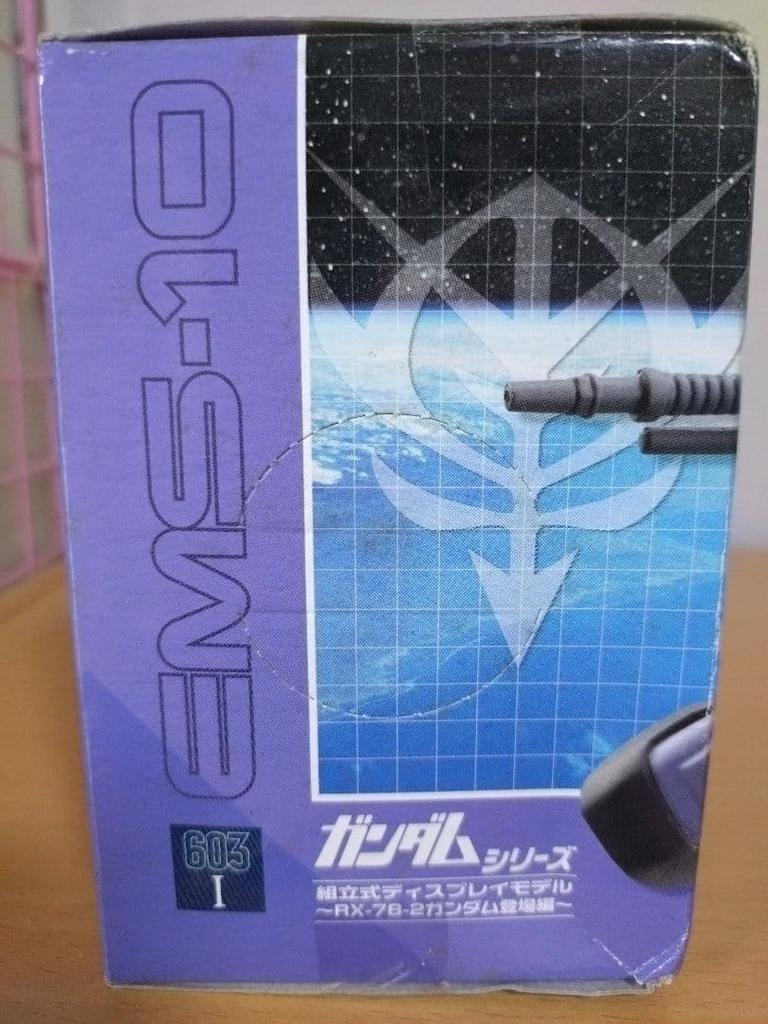 EMS-10
603
I
ガンダム シリーズ
組立式ディスプレイモデル
～RX-78-2ガンダム登場編～